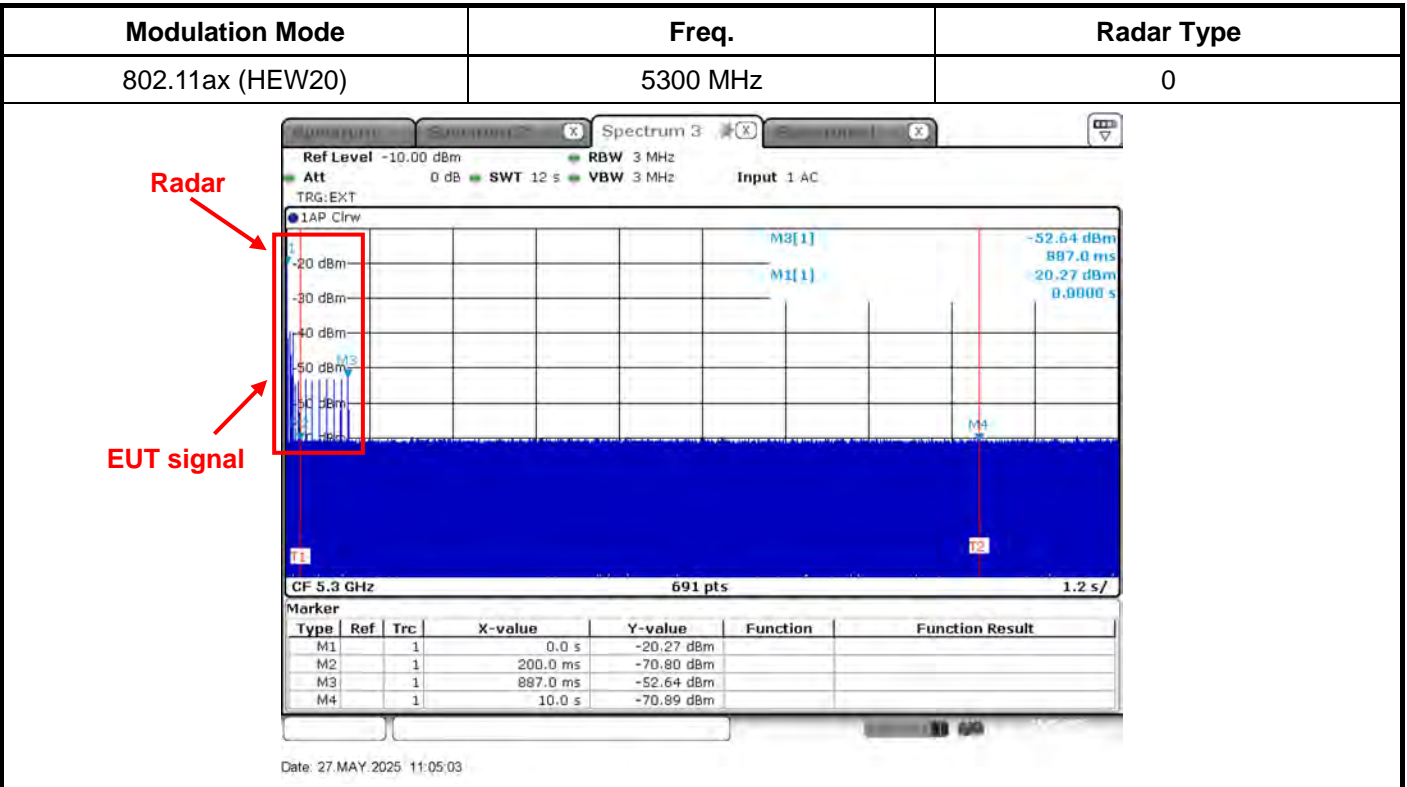 Modulation Mode Freq. Radar Type
802.11ax (HEW20) 5300 MHz 0
Spectrum 3
Ref Level -10.00 dBm RBW 3 MHz
Att 0 dB SWT 12 s VBW 3 MHz Input 1 AC
TRG:EXT
Radar
1AP Clrw
M3[1] -52.64 dBm
887.0 ms
M1[1] -20.27 dBm
0.0000 s
-20 dBm
-30 dBm
-40 dBm
M3
-50 dBm
M4
EUT signal
T1
T2
CF 5.3 GHz 691 pts 1.2 s/
Marker
Type Ref Trc X-value Y-value Function Function Result
M1 1 0.0 s -20.27 dBm
M2 1 200.0 ms -70.80 dBm
M3 1 887.0 ms -52.64 dBm
M4 1 10.0 s -70.89 dBm
Date: 27.MAY.2025 11:05:03